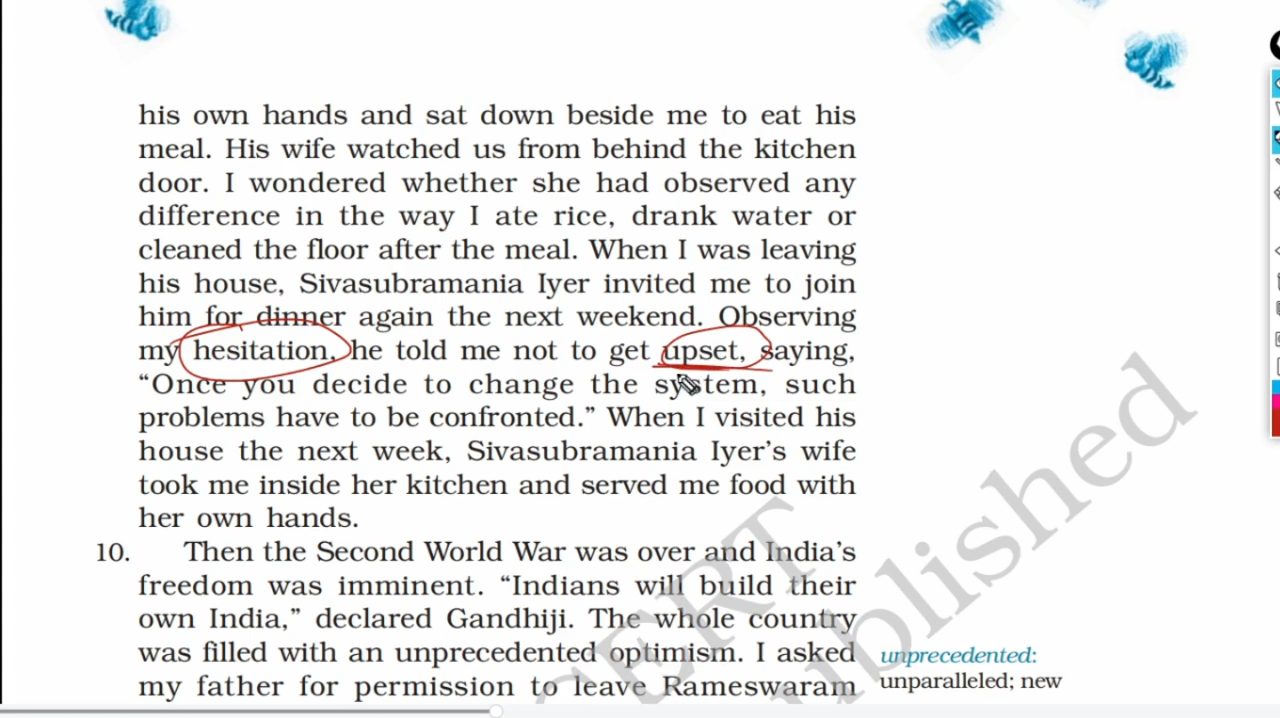 his own hands and sat down beside me to eat his
meal. His wife watched us from behind the kitchen
door. I wondered whether she had observed any
difference in the way I ate rice, drank water or
cleaned the floor after the meal. When I was leaving
his house, Sivasubramania Iyer invited me to join
him for dinner again the next weekend. Observing
my hesitation, he told me not to get upset, saying,
“Once you decide to change the system, such
problems have to be confronted.” When I visited his
house the next week, Sivasubramania Iyer’s wife
took me inside her kitchen and served me food with
her own hands.
10. Then the Second World War was over and India’s
freedom was imminent. “Indians will build their
own India,” declared Gandhiji. The whole country
was filled with an unprecedented optimism. I asked
my father for permission to leave Rameswaram
unprecedented:
unparalleled; new